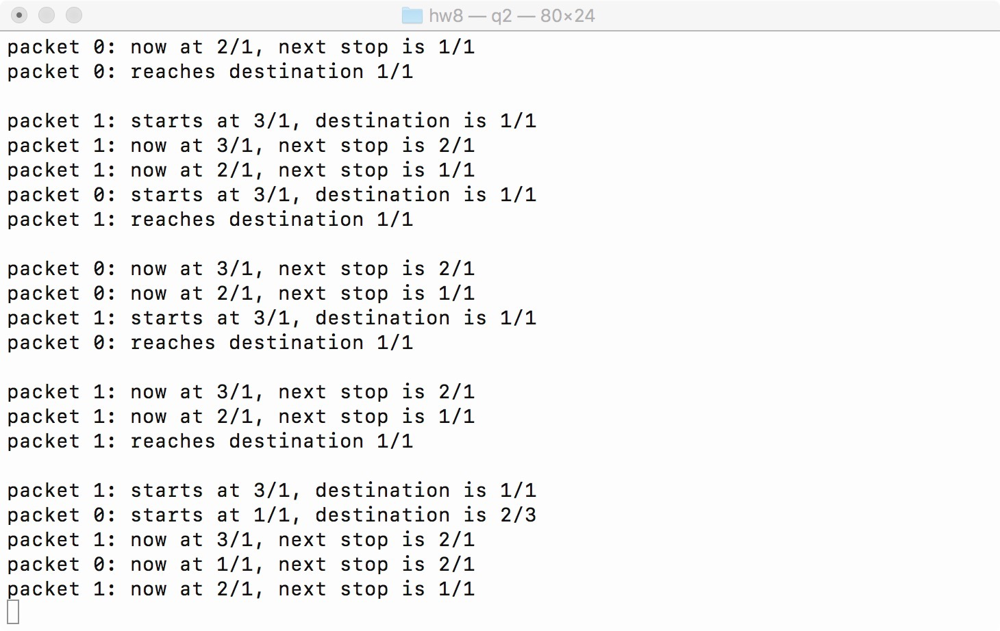 hw8 — q2 — 80×24
packet 0: now at 2/1, next stop is 1/1
packet 0: reaches destination 1/1

packet 1: starts at 3/1, destination is 1/1
packet 1: now at 3/1, next stop is 2/1
packet 1: now at 2/1, next stop is 1/1
packet 0: starts at 3/1, destination is 1/1
packet 1: reaches destination 1/1

packet 0: now at 3/1, next stop is 2/1
packet 0: now at 2/1, next stop is 1/1
packet 1: starts at 3/1, destination is 1/1
packet 0: reaches destination 1/1

packet 1: now at 3/1, next stop is 2/1
packet 1: now at 2/1, next stop is 1/1
packet 1: reaches destination 1/1

packet 1: starts at 3/1, destination is 1/1
packet 0: starts at 1/1, destination is 2/3
packet 1: now at 3/1, next stop is 2/1
packet 0: now at 1/1, next stop is 2/1
packet 1: now at 2/1, next stop is 1/1